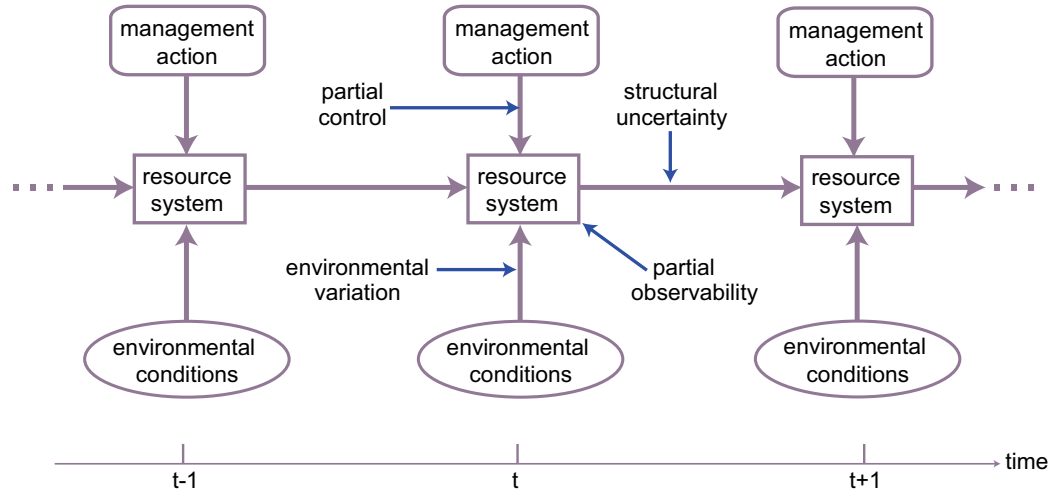 management
action
management
action
management
action
partial
control
structural
uncertainty
resource
system
resource
system
resource
system
environmental
variation
partial
observability
environmental
conditions
environmental
conditions
environmental
conditions
time
t-1
t
t+1